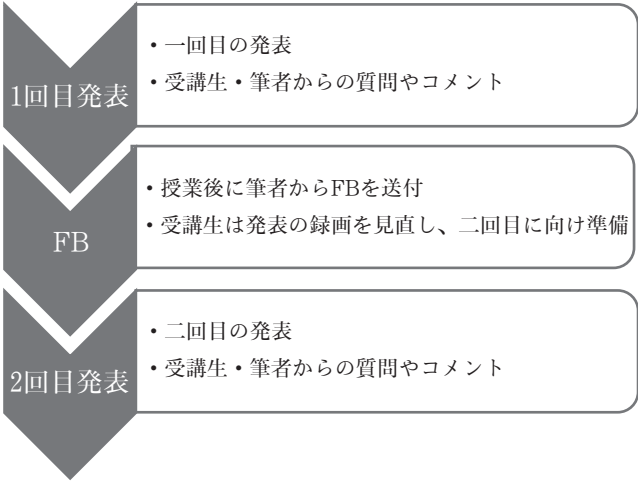 1回目発表
・一回目の発表
・受講生・筆者からの質問やコメント
FB
・授業後に筆者からFBを送付
・受講生は発表の録画を見直し、二回目に向け準備
2回目発表
・二回目の発表
・受講生・筆者からの質問やコメント